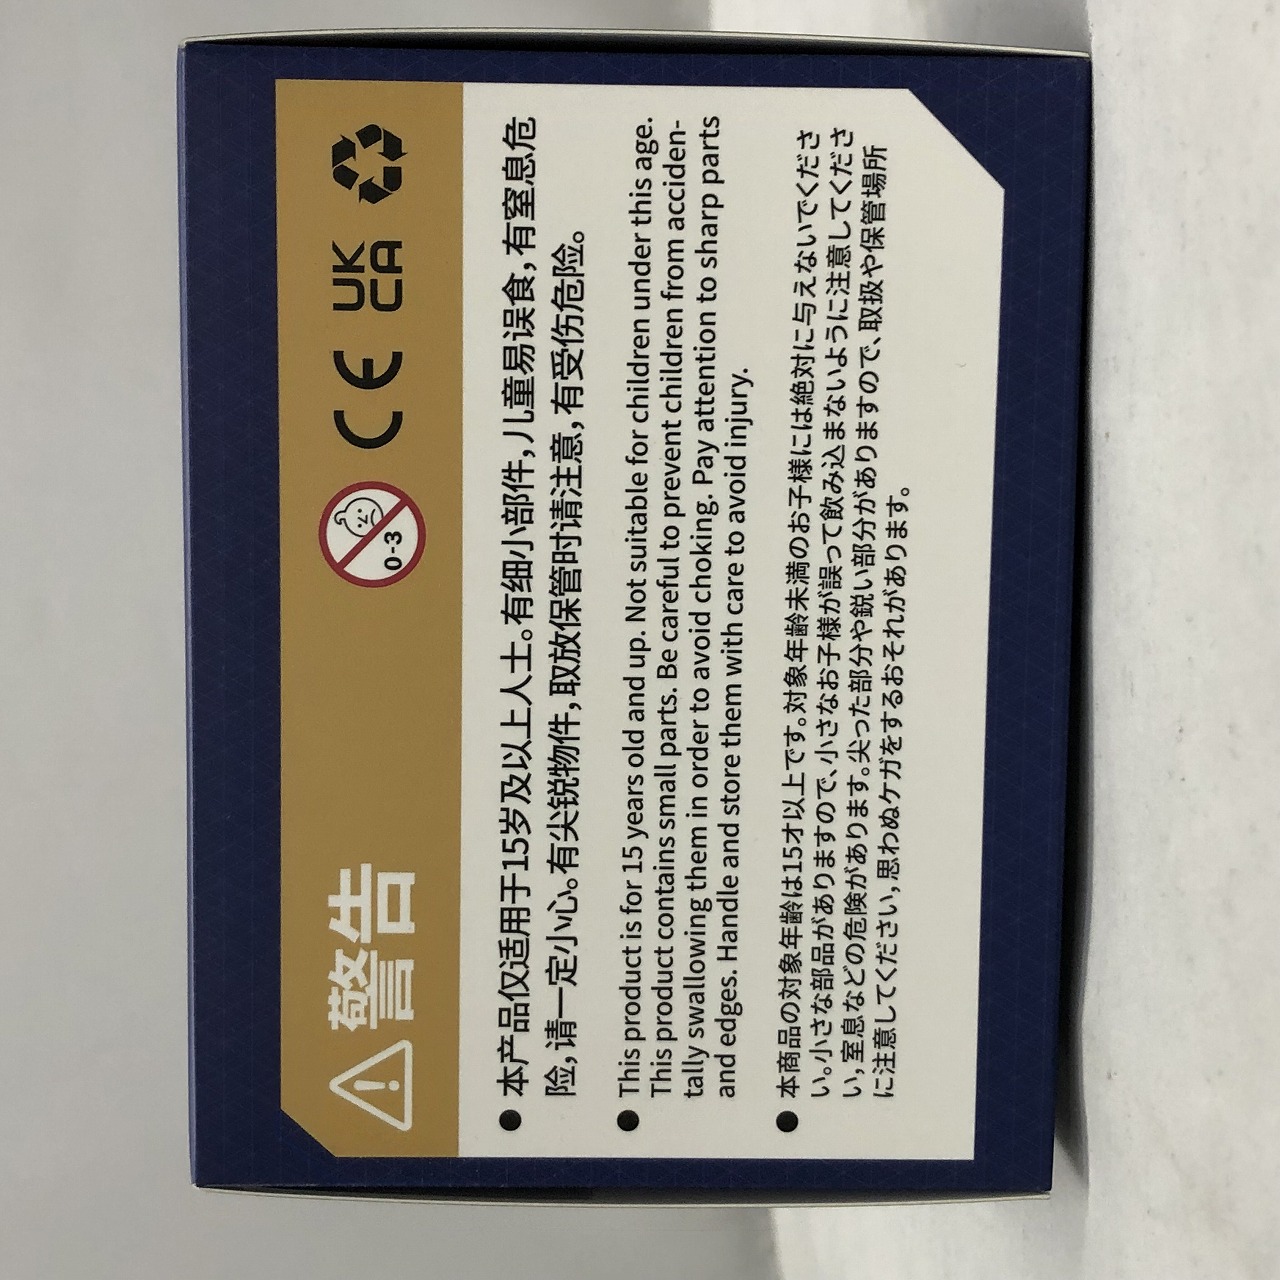 警告
0-3
CE
UK
CA
本产品仅适用于15岁及以上人士。有细小部件,儿童易误食,有窒息危
险,请一定小心。有尖锐物件,取放保管时请注意,有受伤危险。
This product is for 15 years old and up. Not suitable for children under this age.
This product contains small parts. Be careful to prevent children from acciden-
tally swallowing them in order to avoid choking. Pay attention to sharp parts
and edges. Handle and store them with care to avoid injury.
本商品の対象年齢は15才以上です。対象年齢未満のお子様には絶対に与えないでくださ
い。小さな部品がありますので、小さなお子様が誤って飲み込まないように注意してくださ
い,窒息などの危険があります。尖った部分や鋭い部分がありますので、取扱や保管場所
に注意してください,思わぬケガをするおそれがあります。